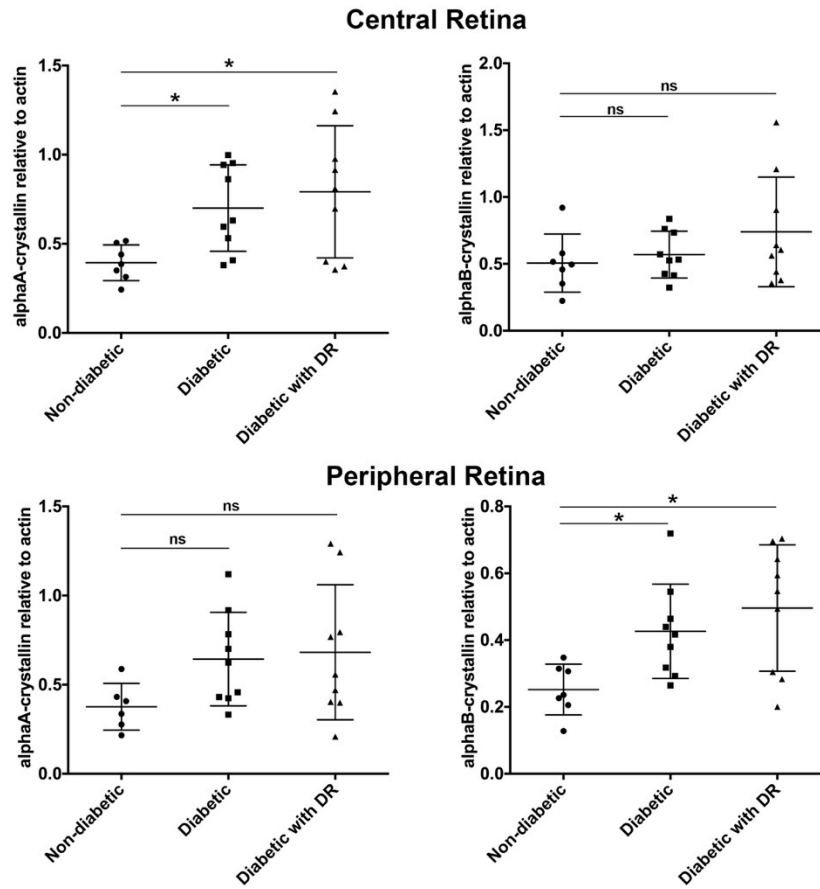 Central Retina
alphaA-crystallin relative to actin
1.5
1.0
0.5
0.0
*
*
Non-diabetic
Diabetic
Diabetic with DR
alphaB-crystallin relative to actin
2.0
1.5
1.0
0.5
0.0
ns
ns
Non-diabetic
Diabetic
Diabetic with DR
Peripheral Retina
alphaA-crystallin relative to actin
1.5
1.0
0.5
0.0
ns
ns
Non-diabetic
Diabetic
Diabetic with DR
alphaB-crystallin relative to actin
0.8
0.6
0.4
0.2
0.0
*
*
Non-diabetic
Diabetic
Diabetic with DR